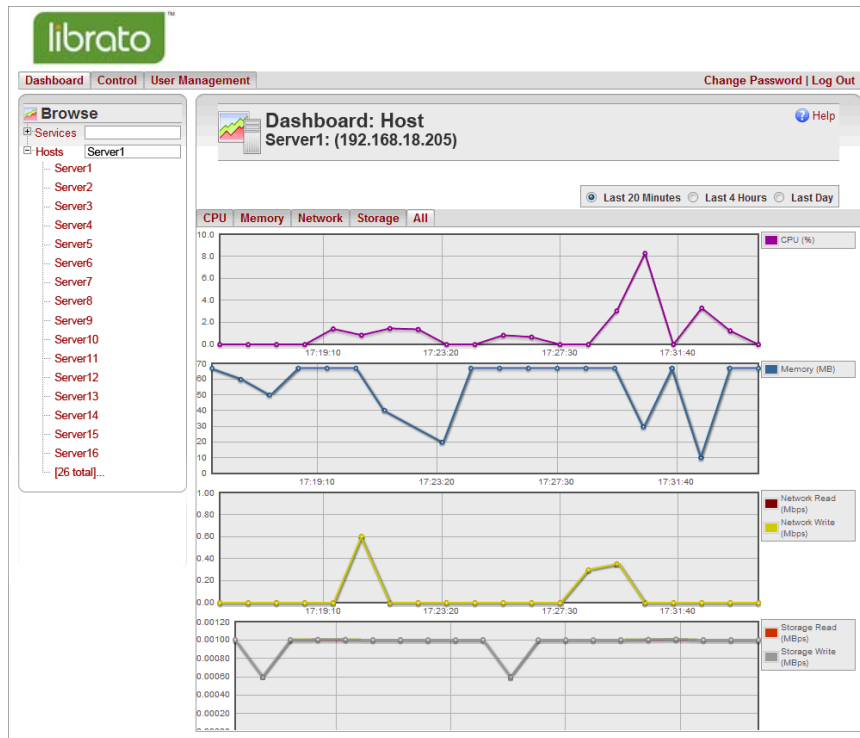 librato™
Dashboard Control User Management Change Password | Log Out
Browse
Services
Hosts Server1
Server1
Server2
Server3
Server4
Server5
Server6
Server7
Server8
Server9
Server10
Server11
Server12
Server13
Server14
Server15
Server16
[26 total]...
Dashboard: Host
Server1: (192.168.18.205)
Help
Last 20 Minutes Last 4 Hours Last Day
CPU Memory Network Storage All
10.0
8.0
6.0
4.0
2.0
0.0
17:19:10 17:23:20 17:27:30 17:31:40
CPU (%)
70
60
50
40
30
20
10
0
17:19:10 17:23:20 17:27:30 17:31:40
Memory (MB)
1.00
0.80
0.60
0.40
0.20
0.00
17:19:10 17:23:20 17:27:30 17:31:40
Network Read
(Mbps)
Network Write
(Mbps)
0.00120
0.00100
0.00080
0.00060
0.00040
0.00020
Storage Read
(MBps)
Storage Write
(MBps)